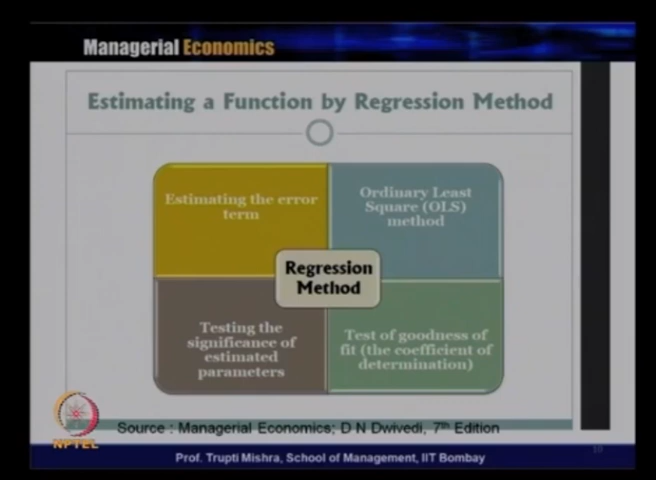 Managerial Economics
Estimating a Function by Regression Method
Estimating the error
term
Ordinary Least
Square (OLS)
method
Regression
Method
Testing the
significance of
estimated
parameters
Test of goodness of
fit (the coefficient of
determination)
Source : Managerial Economics; D N Dwivedi, 7th Edition
NPTEL
Prof. Trupti Mishra, School of Management, IIT Bombay
10